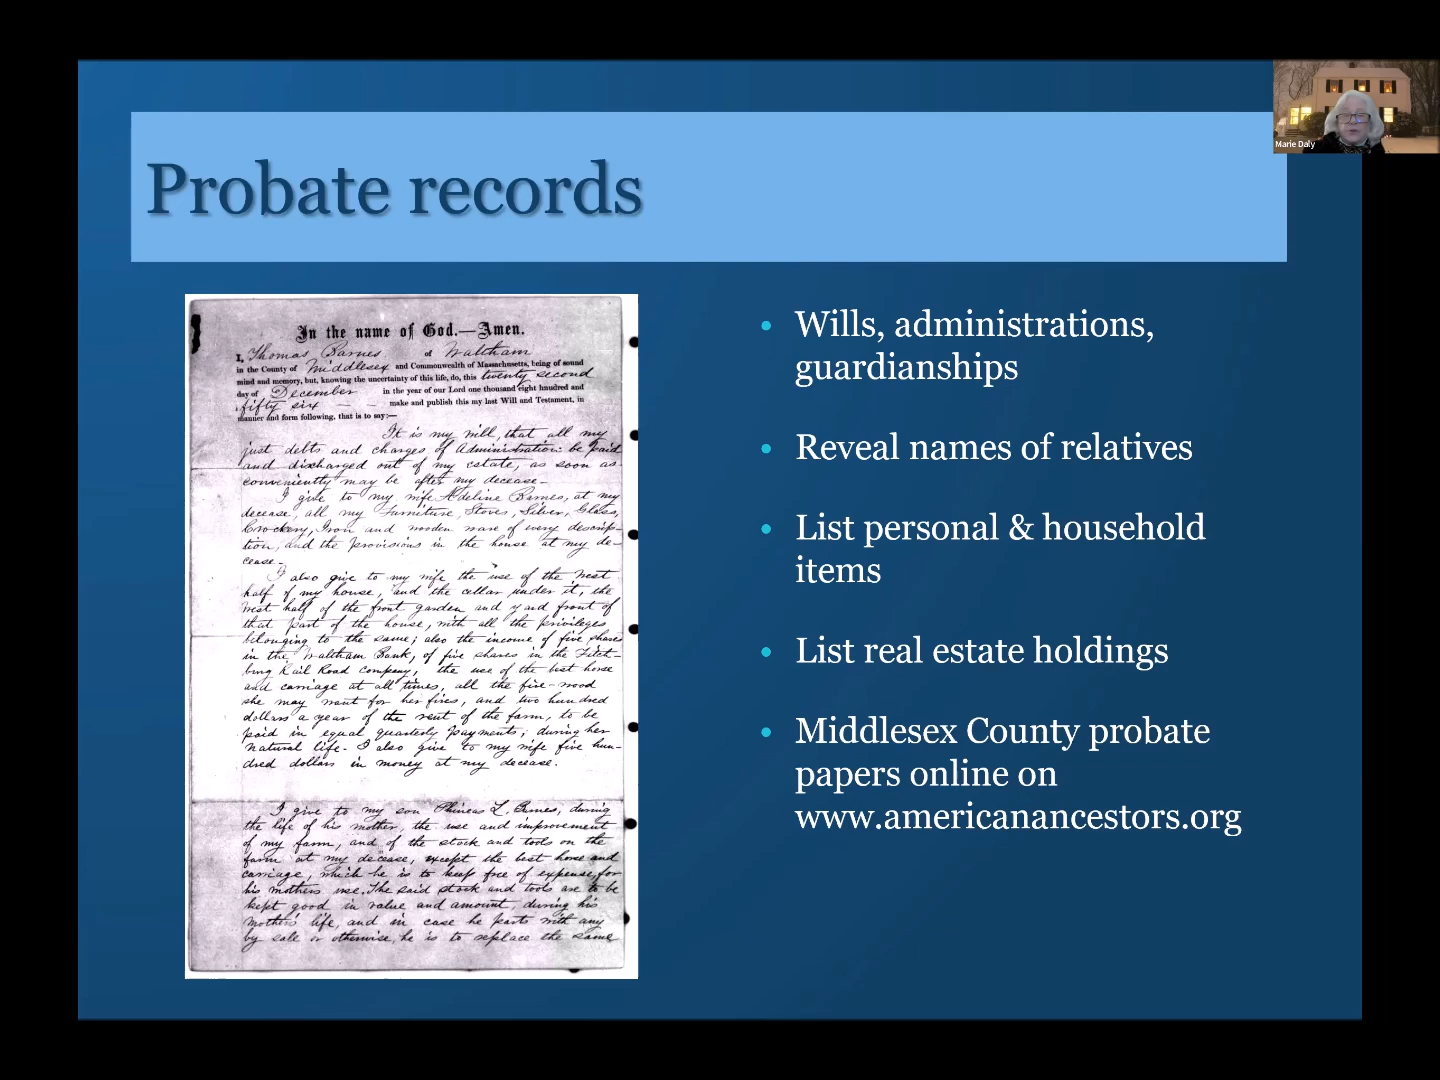 Marie Daly
Probate records
In the name of God.—Amen.
I, Thomas Barnes of Waltham
in the County of Middlesex and Commonwealth of Massachusetts, being of sound
mind and memory, but, knowing the uncertainty of this life, do, this twenty second
day of December in the year of our Lord one thousand eight hundred and
fifty six — make and publish this my last Will and Testament, in
manner and form following, that is to say:—
It is my will, that all my
just debts and charges of Administration be paid
and discharged out of my estate, as soon as
conveniently may be after my decease—
I give to my wife Adeline Barnes, at my
decease, all my Furniture, Stoves, Silver, Glass,
Crockery, Iron and wooden ware of every descrip-
tion, and the provisions in the house at my de-
cease—
I also give to my wife the use of the West
half of my house, and the cellar under it, the
West half of the front garden and yard front of
that part of the house, with all the privileges
belonging to the same; also the income of five shares
in the Waltham Bank, of five shares in the Fitch-
burg Rail Road Company, the use of the best horse
and carriage at all times, all the fire-wood
she may want for her fires, and two hundred
dollars a year of the rent of the farm, to be
paid in equal quarterly payments; during her
natural life. I also give to my wife five hun-
dred dollars in money at my decease.
I give to my son Phineas L. Barnes, during
the life of his mother, the use and improvement
of my farm, and of the stock and tools on the
farm at my decease, except the best horse and
carriage, which he is to keep free of expense, for
his mothers use. The said stock and tools are to be
kept good in value and amount, during his
mothers' life, and in case he parts with any
by sale or otherwise, he is to replace the same
• Wills, administrations,
guardianships
• Reveal names of relatives
• List personal & household
items
• List real estate holdings
• Middlesex County probate
papers online on
www.americanancestors.org